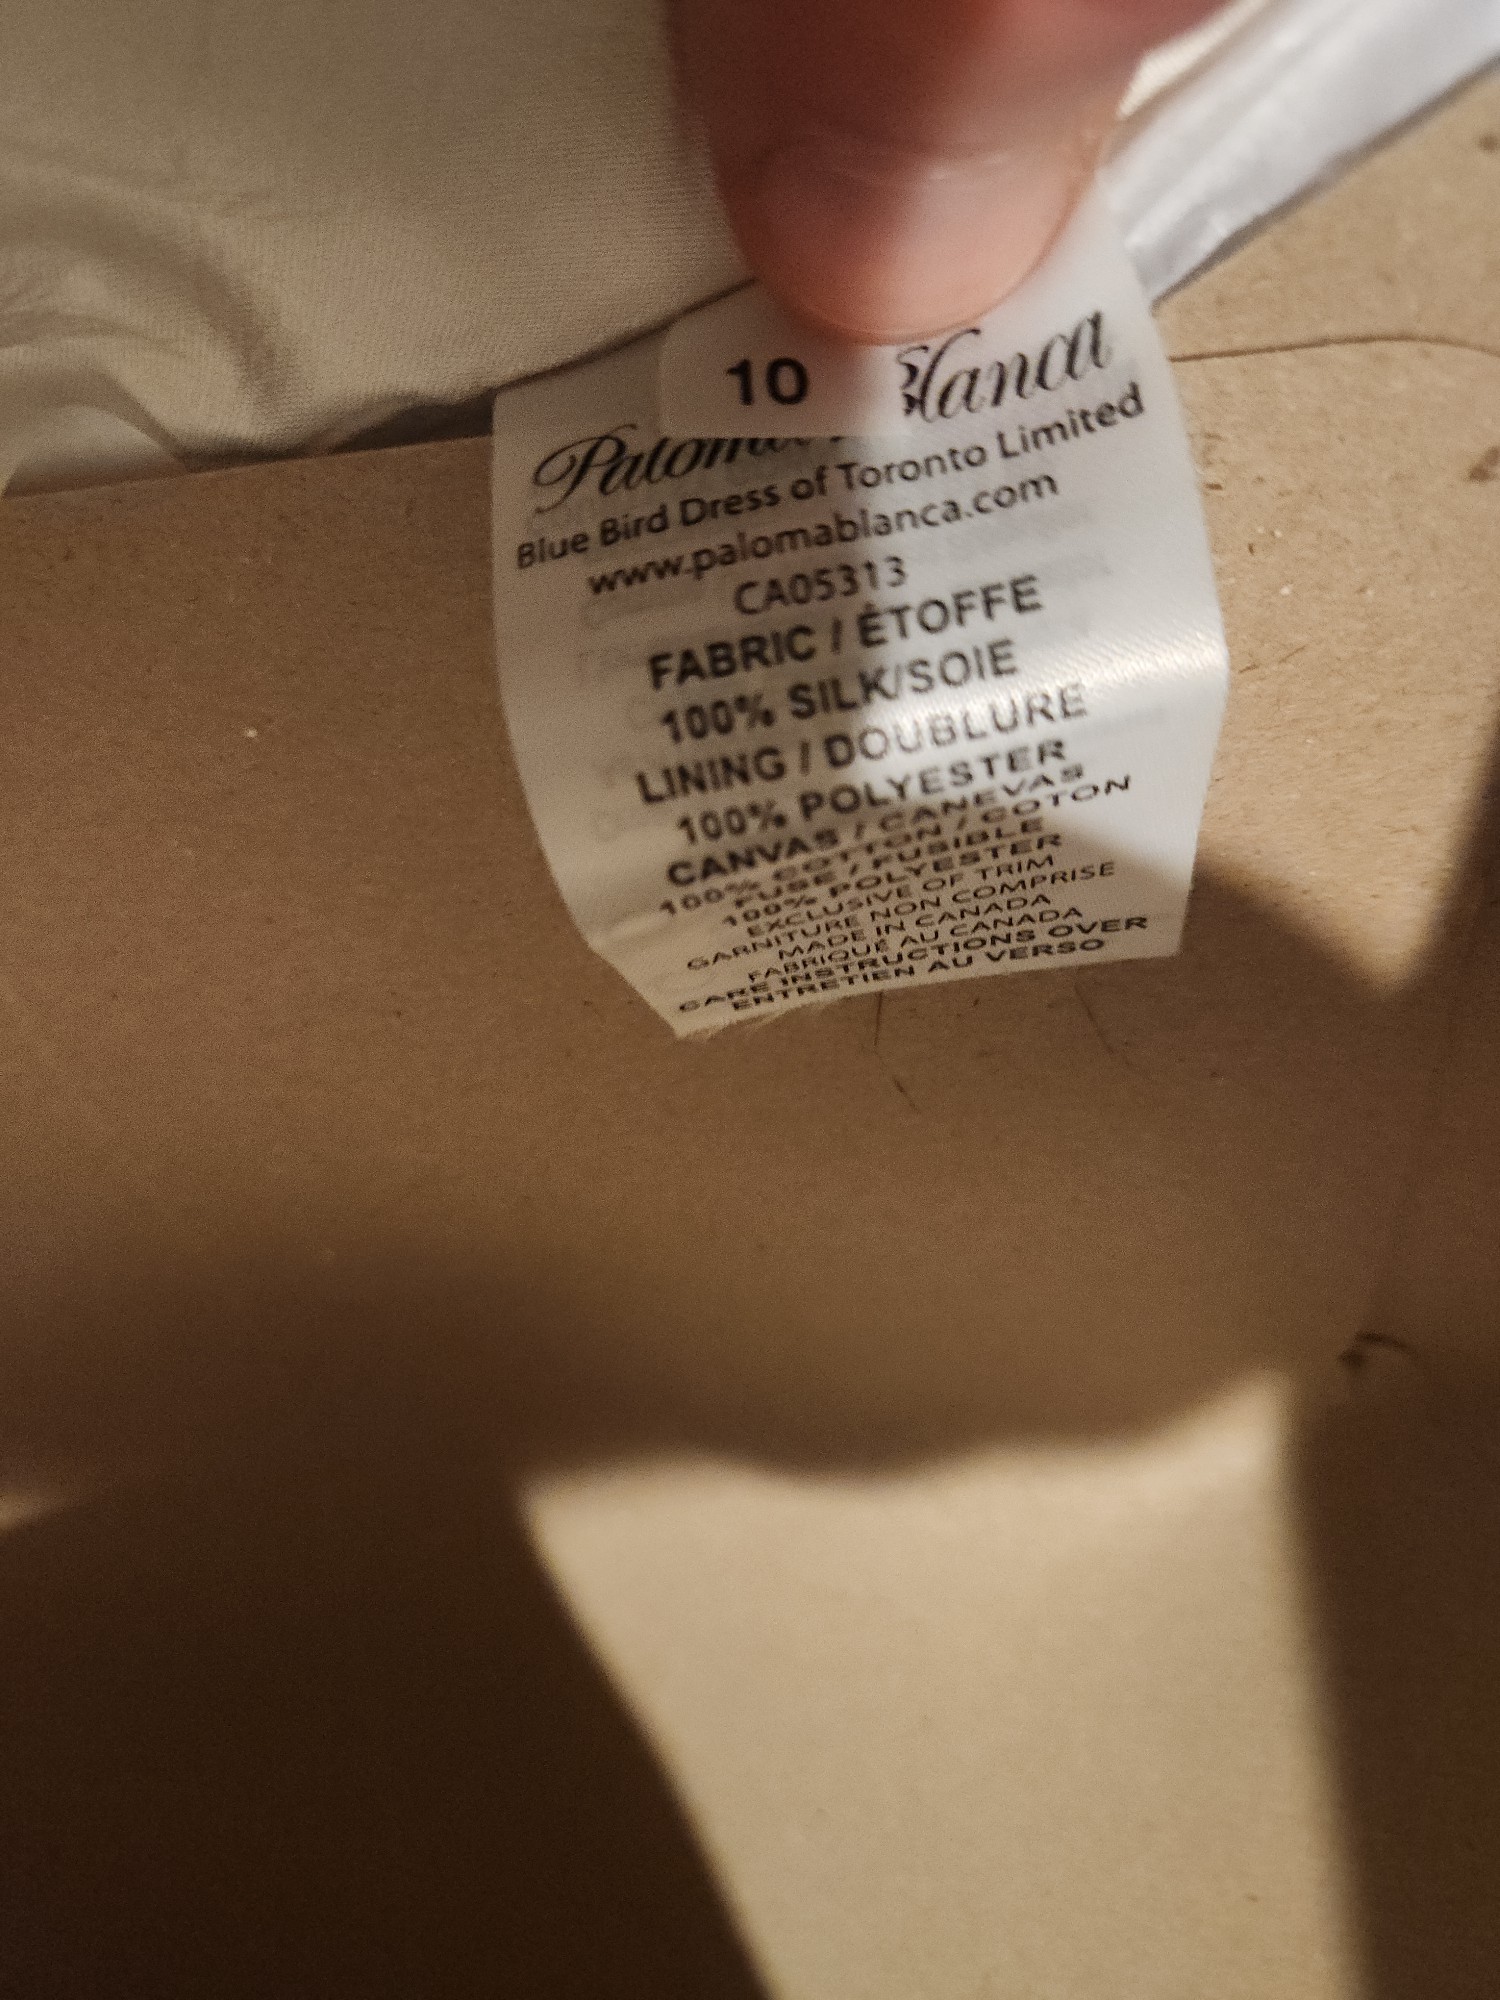 10
Paloma Blanca
Blue Bird Dress of Toronto Limited
www.palomablanca.com
CA05313
FABRIC / ÉTOFFE
100% SILK/SOIE
LINING / DOUBLURE
100% POLYESTER
CANVAS / CANEVAS
100% COTTON / COTON
FUSE / FUSIBLE
100% POLYESTER
EXCLUSIVE OF TRIM
GARNITURE NON COMPRISE
MADE IN CANADA
FABRIQUÉ AU CANADA
CARE INSTRUCTIONS OVER
ENTRETIEN AU VERSO